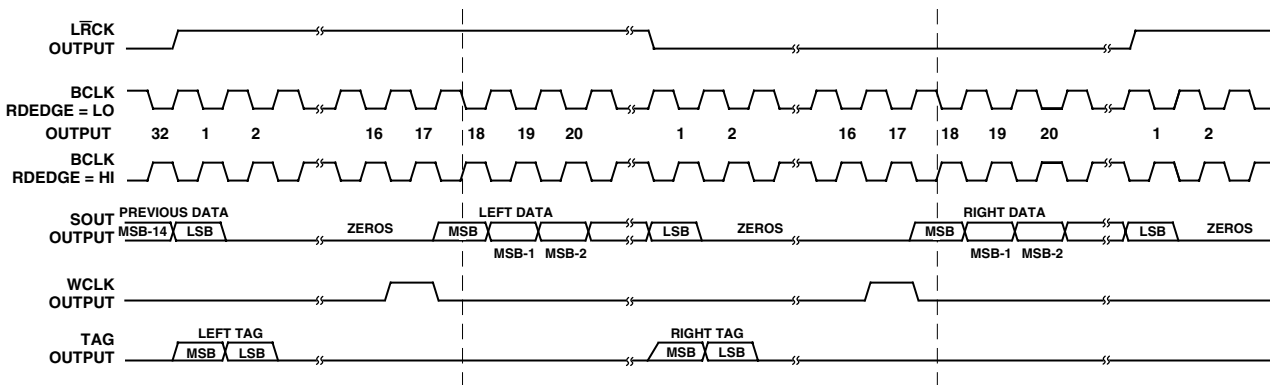 LRCK
OUTPUT
BCLK
RDEDGE = LO
OUTPUT 32 1 2 16 17 18 19 20 1 2 16 17 18 19 20 1 2
BCLK
RDEDGE = HI
PREVIOUS DATA LEFT DATA RIGHT DATA
SOUT
OUTPUT
MSB-14 LSB ZEROS MSB LSB ZEROS MSB LSB ZEROS
MSB-1 MSB-2 MSB-1 MSB-2
WCLK
OUTPUT
LEFT TAG RIGHT TAG
TAG
OUTPUT
MSB LSB MSB LSB